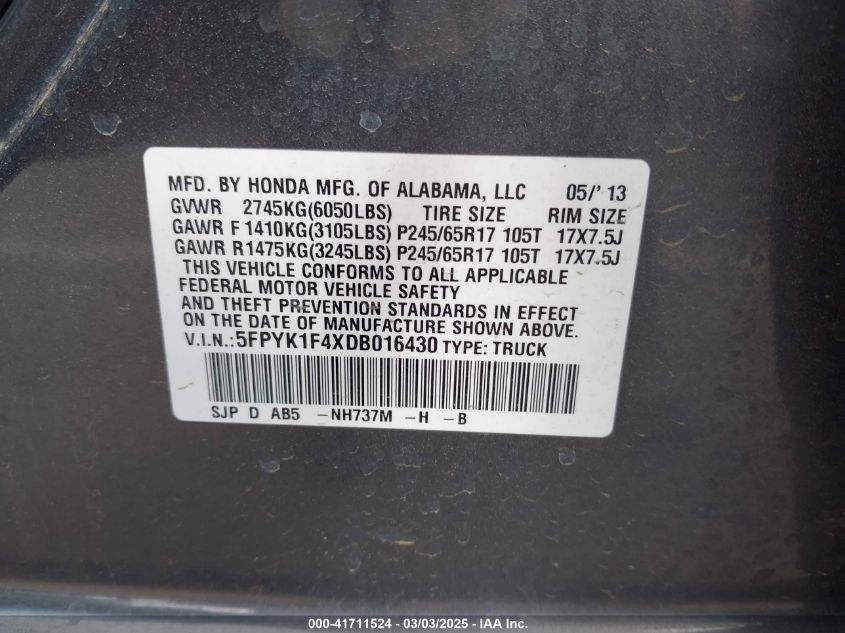 MFD. BY HONDA MFG. OF ALABAMA, LLC 05/' 13
GVWR 2745KG(6050LBS) TIRE SIZE RIM SIZE
GAWR F 1410KG(3105LBS) P245/65R17 105T 17X7.5J
GAWR R1475KG(3245LBS) P245/65R17 105T 17X7.5J
THIS VEHICLE CONFORMS TO ALL APPLICABLE
FEDERAL MOTOR VEHICLE SAFETY
AND THEFT PREVENTION STANDARDS IN EFFECT
ON THE DATE OF MANUFACTURE SHOWN ABOVE.
V.I.N.:5FPYK1F4XDB016430 TYPE: TRUCK
SJP D AB5 -NH737M -H -B
000-41711524 / 03/03/2025 - IAA Inc.